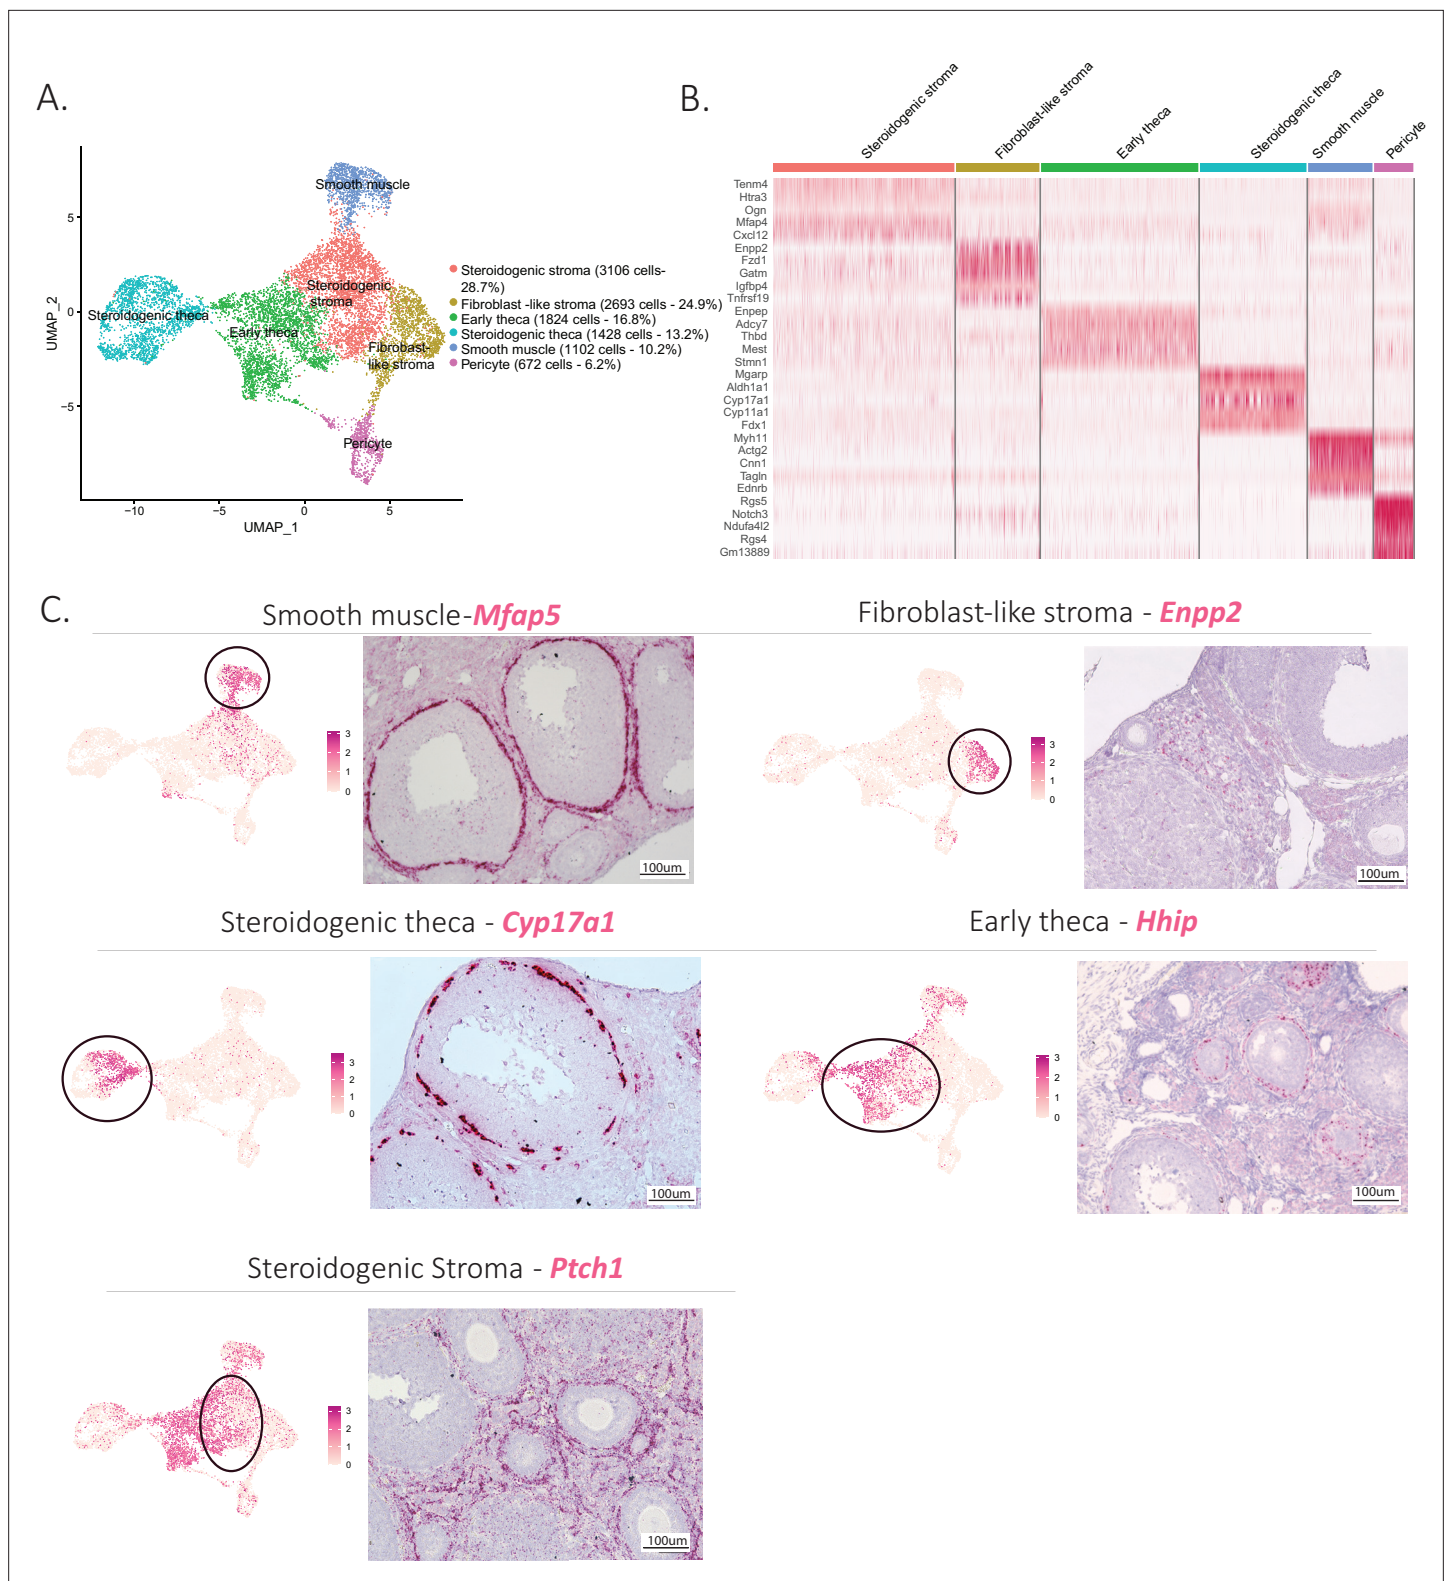 A.
UMAP_2
5
0
−5
−10
−5
0
5
UMAP_1
Smooth muscle
Steroidogenic
stroma
Steroidogenic theca
Early theca
Fibrobast-
like stroma
Pericyte
Steroidogenic stroma (3106 cells-
28.7%)
Fibroblast -like stroma (2693 cells - 24.9%)
Early theca (1824 cells - 16.8%)
Steroidogenic theca (1428 cells - 13.2%)
Smooth muscle (1102 cells - 10.2%)
Pericyte (672 cells - 6.2%)
B.
Steroidogenic stroma
Fibroblast-like stroma
Early theca
Steroidogenic theca
Smooth muscle
Pericyte
Tenm4
Htra3
Ogn
Mfap4
Cxcl12
Enpp2
Fzd1
Gatm
Igfbp4
Tnfrsf19
Enpep
Adcy7
Thbd
Mest
Stmn1
Mgarp
Aldh1a1
Cyp17a1
Cyp11a1
Fdx1
Myh11
Actg2
Cnn1
Tagln
Ednrb
Rgs5
Notch3
Ndufa4l2
Rgs4
Gm13889
C.
Smooth muscle-Mfap5
3
2
1
0
100um
Fibroblast-like stroma - Enpp2
3
2
1
0
100um
Steroidogenic theca - Cyp17a1
3
2
1
0
100um
Early theca - Hhip
3
2
1
0
100um
Steroidogenic Stroma - Ptch1
3
2
1
0
100um